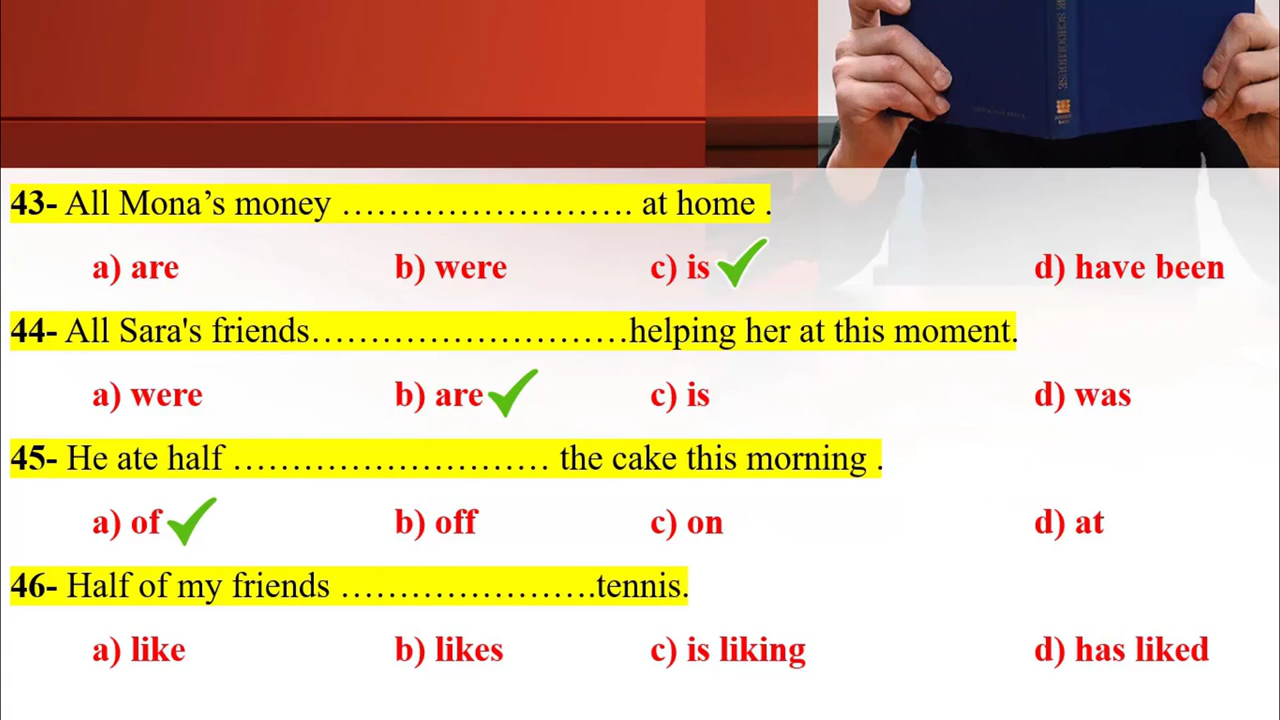 43- All Mona’s money ………………………. at home .
a) are b) were c) is d) have been
44- All Sara's friends…………………………helping her at this moment.
a) were b) are c) is d) was
45- He ate half ………………………… the cake this morning .
a) of b) off c) on d) at
46- Half of my friends ……………………tennis.
a) like b) likes c) is liking d) has liked